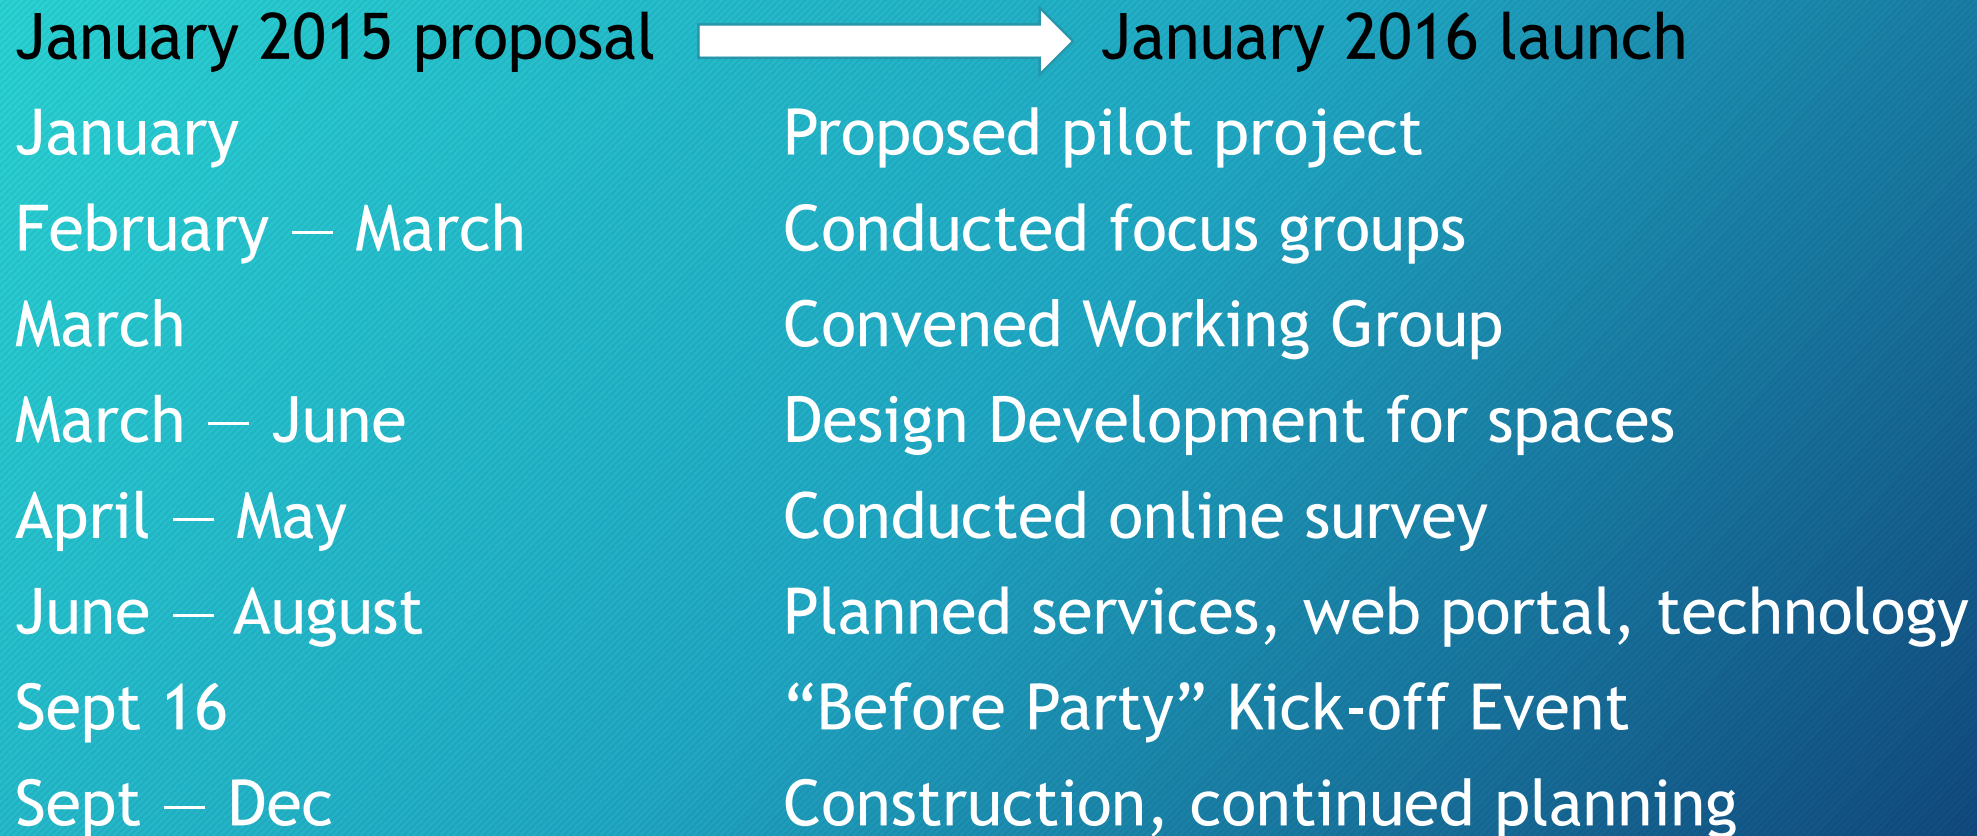 January 2015 proposal January 2016 launch
January Proposed pilot project
February — March Conducted focus groups
March Convened Working Group
March — June Design Development for spaces
April — May Conducted online survey
June — August Planned services, web portal, technology
Sept 16 “Before Party” Kick-off Event
Sept — Dec Construction, continued planning